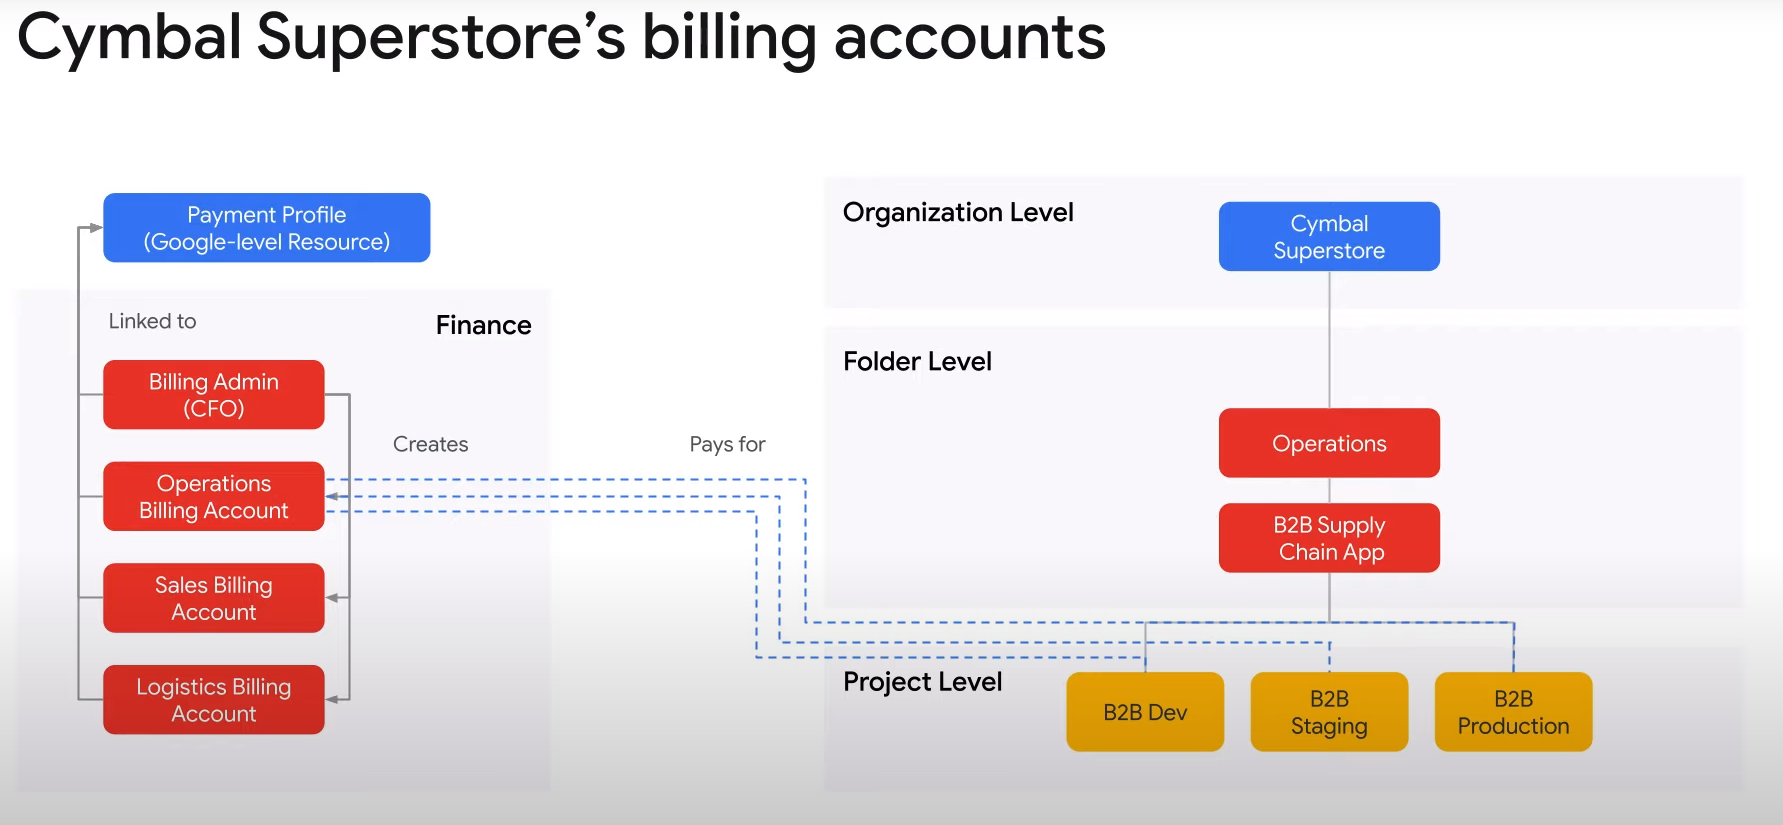 Cymbal Superstore’s billing accounts
Payment Profile
(Google-level Resource)
Linked to
Finance
Billing Admin
(CFO)
Creates
Operations
Billing Account
Sales Billing
Account
Logistics Billing
Account
Pays for
Organization Level
Cymbal
Superstore
Folder Level
Operations
B2B Supply
Chain App
Project Level
B2B Dev
B2B
Staging
B2B
Production